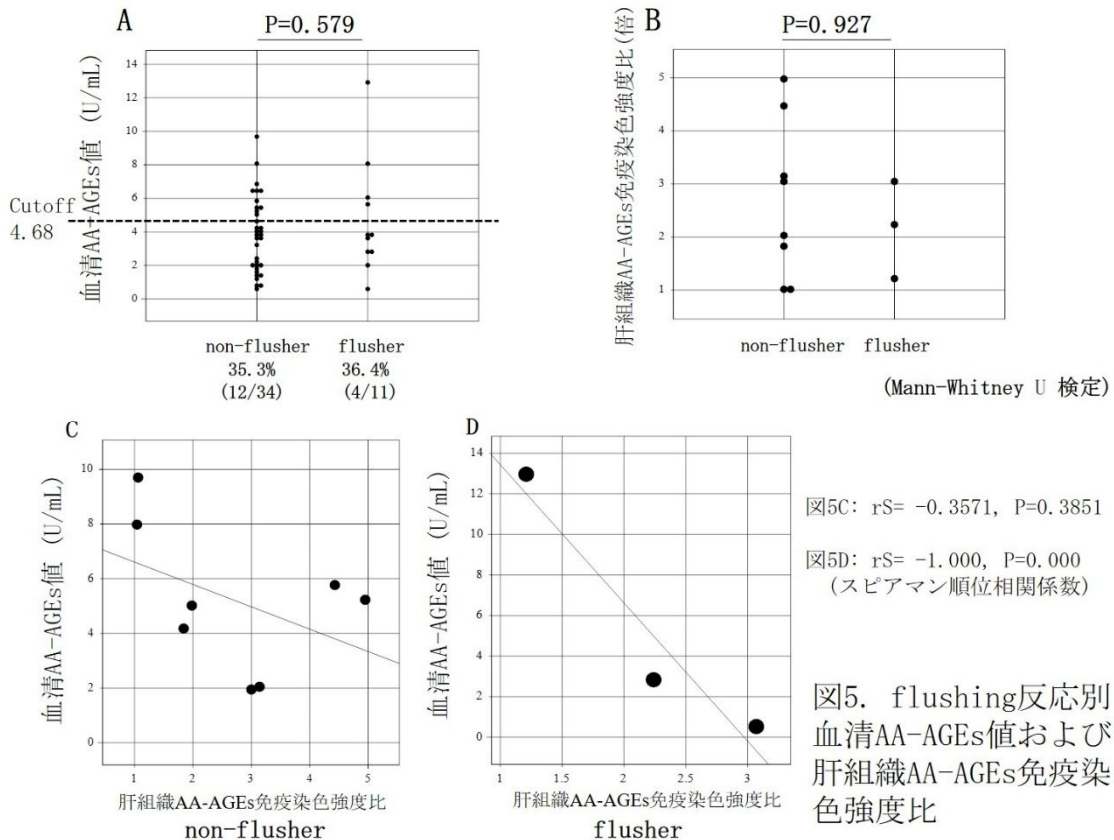 A
P=0.579
血清AA-AGEs値 (U/mL)
14
12
10
8
6
4
2
0
Cutoff
4.68
non-flusher
35.3%
(12/34)
flusher
36.4%
(4/11)
B
P=0.927
肝組織AA-AGEs免疫染色強度比(倍)
5
4
3
2
1
non-flusher
flusher
(Mann-Whitney U 検定)
C
血清AA-AGEs値 (U/mL)
10
8
6
4
2
0
1 2 3 4 5
肝組織AA-AGEs免疫染色強度比
non-flusher
D
血清AA-AGEs値 (U/mL)
14
12
10
8
6
4
2
0
1 1.5 2 2.5 3
肝組織AA-AGEs免疫染色強度比
flusher
図5C: rS= -0.3571, P=0.3851
図5D: rS= -1.000, P=0.000
(スピアマン順位相関係数)
図5. flushing反応別
血清AA-AGEs値および
肝組織AA-AGEs免疫染
色強度比